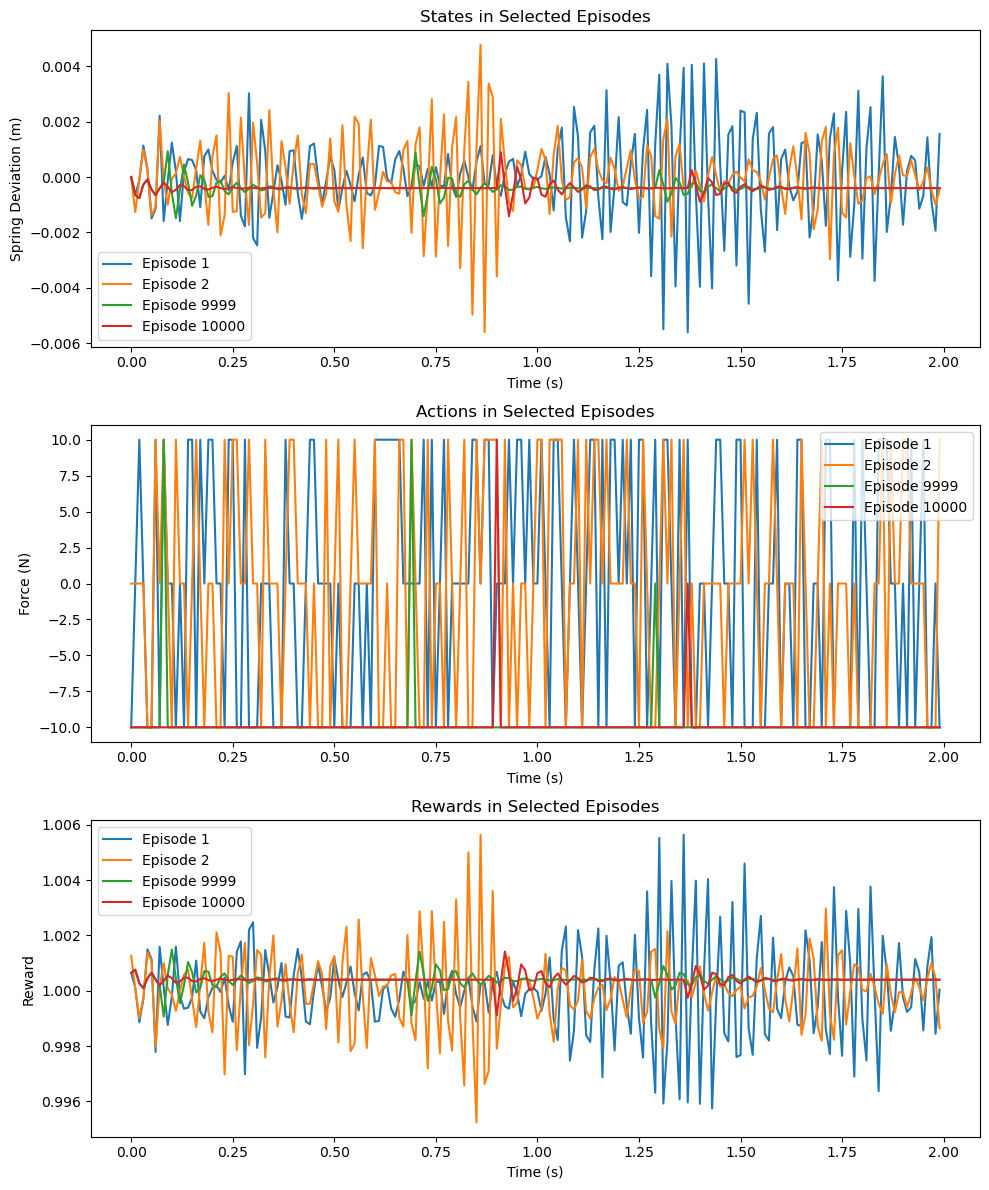 States in Selected Episodes
Spring Deviation (m)
0.004
0.002
0.000
−0.002
−0.004
−0.006
Episode 1
Episode 2
Episode 9999
Episode 10000
0.00 0.25 0.50 0.75 1.00 1.25 1.50 1.75 2.00
Time (s)
Actions in Selected Episodes
Force (N)
10.0
7.5
5.0
2.5
0.0
−2.5
−5.0
−7.5
−10.0
Episode 1
Episode 2
Episode 9999
Episode 10000
0.00 0.25 0.50 0.75 1.00 1.25 1.50 1.75 2.00
Time (s)
Rewards in Selected Episodes
Reward
1.006
1.004
1.002
1.000
0.998
0.996
Episode 1
Episode 2
Episode 9999
Episode 10000
0.00 0.25 0.50 0.75 1.00 1.25 1.50 1.75 2.00
Time (s)